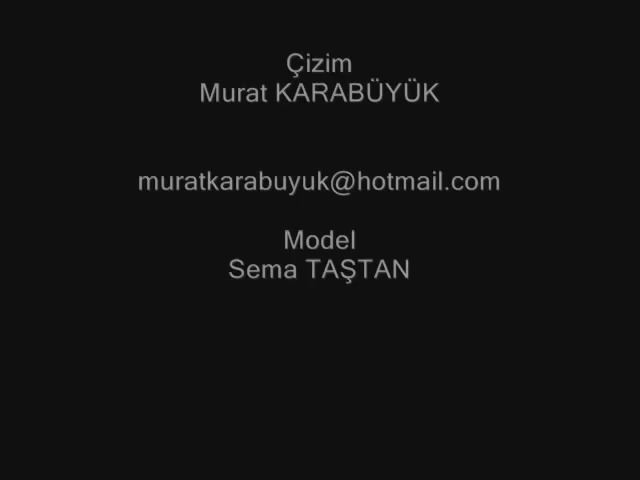 Çizim
Murat KARABÜYÜK
muratkarabuyuk@hotmail.com
Model
Sema TAŞTAN